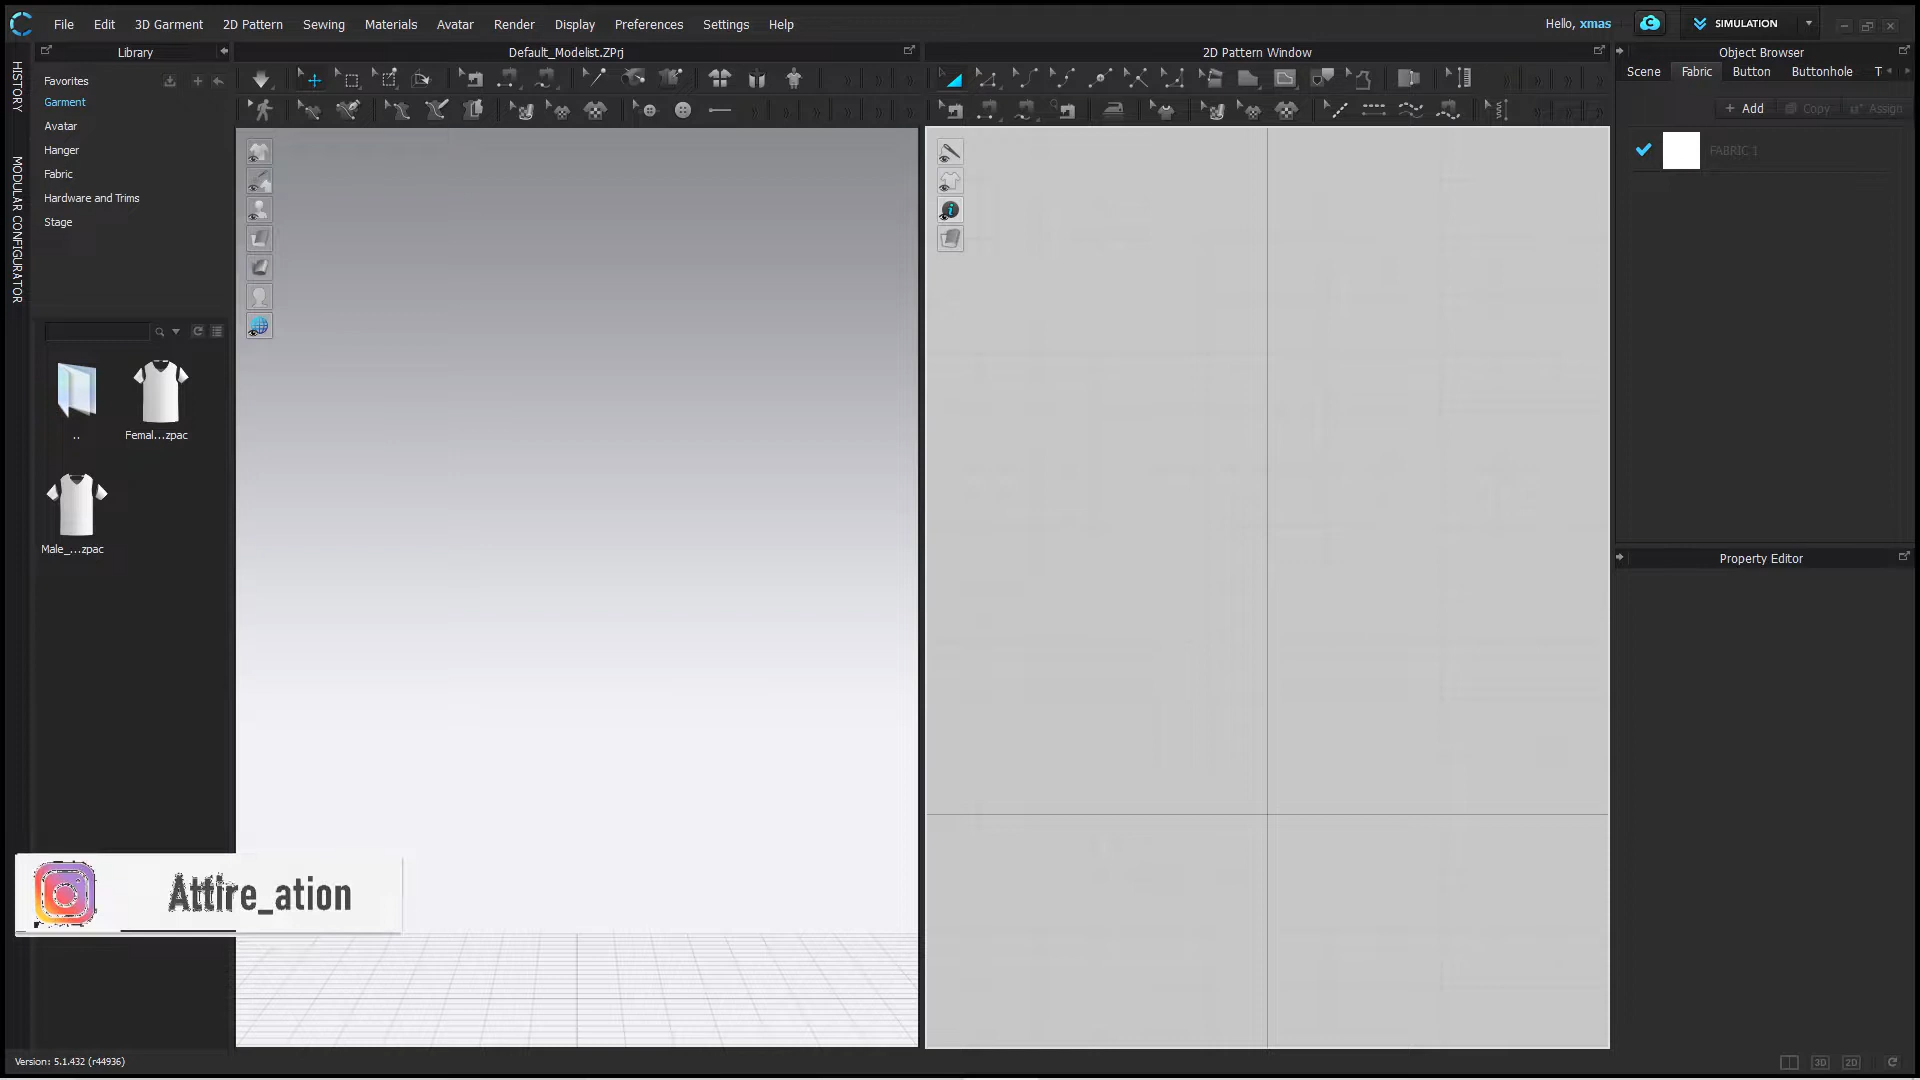 File Edit 3D Garment 2D Pattern Sewing Materials Avatar Render Display Preferences Settings Help
Hello, xmas
SIMULATION
Library
Default_Modelist.ZPrj
2D Pattern Window
Object Browser
HISTORY
MODULAR CONFIGURATOR
Favorites
Garment
Avatar
Hanger
Fabric
Hardware and Trims
Stage
..
Femal...zpac
Male_...zpac
Scene Fabric Button Buttonhole T
+ Add Copy Assign
FABRIC 1
Property Editor
Attire_ation
Version: 5.1.432 (r44936)
3D 2D